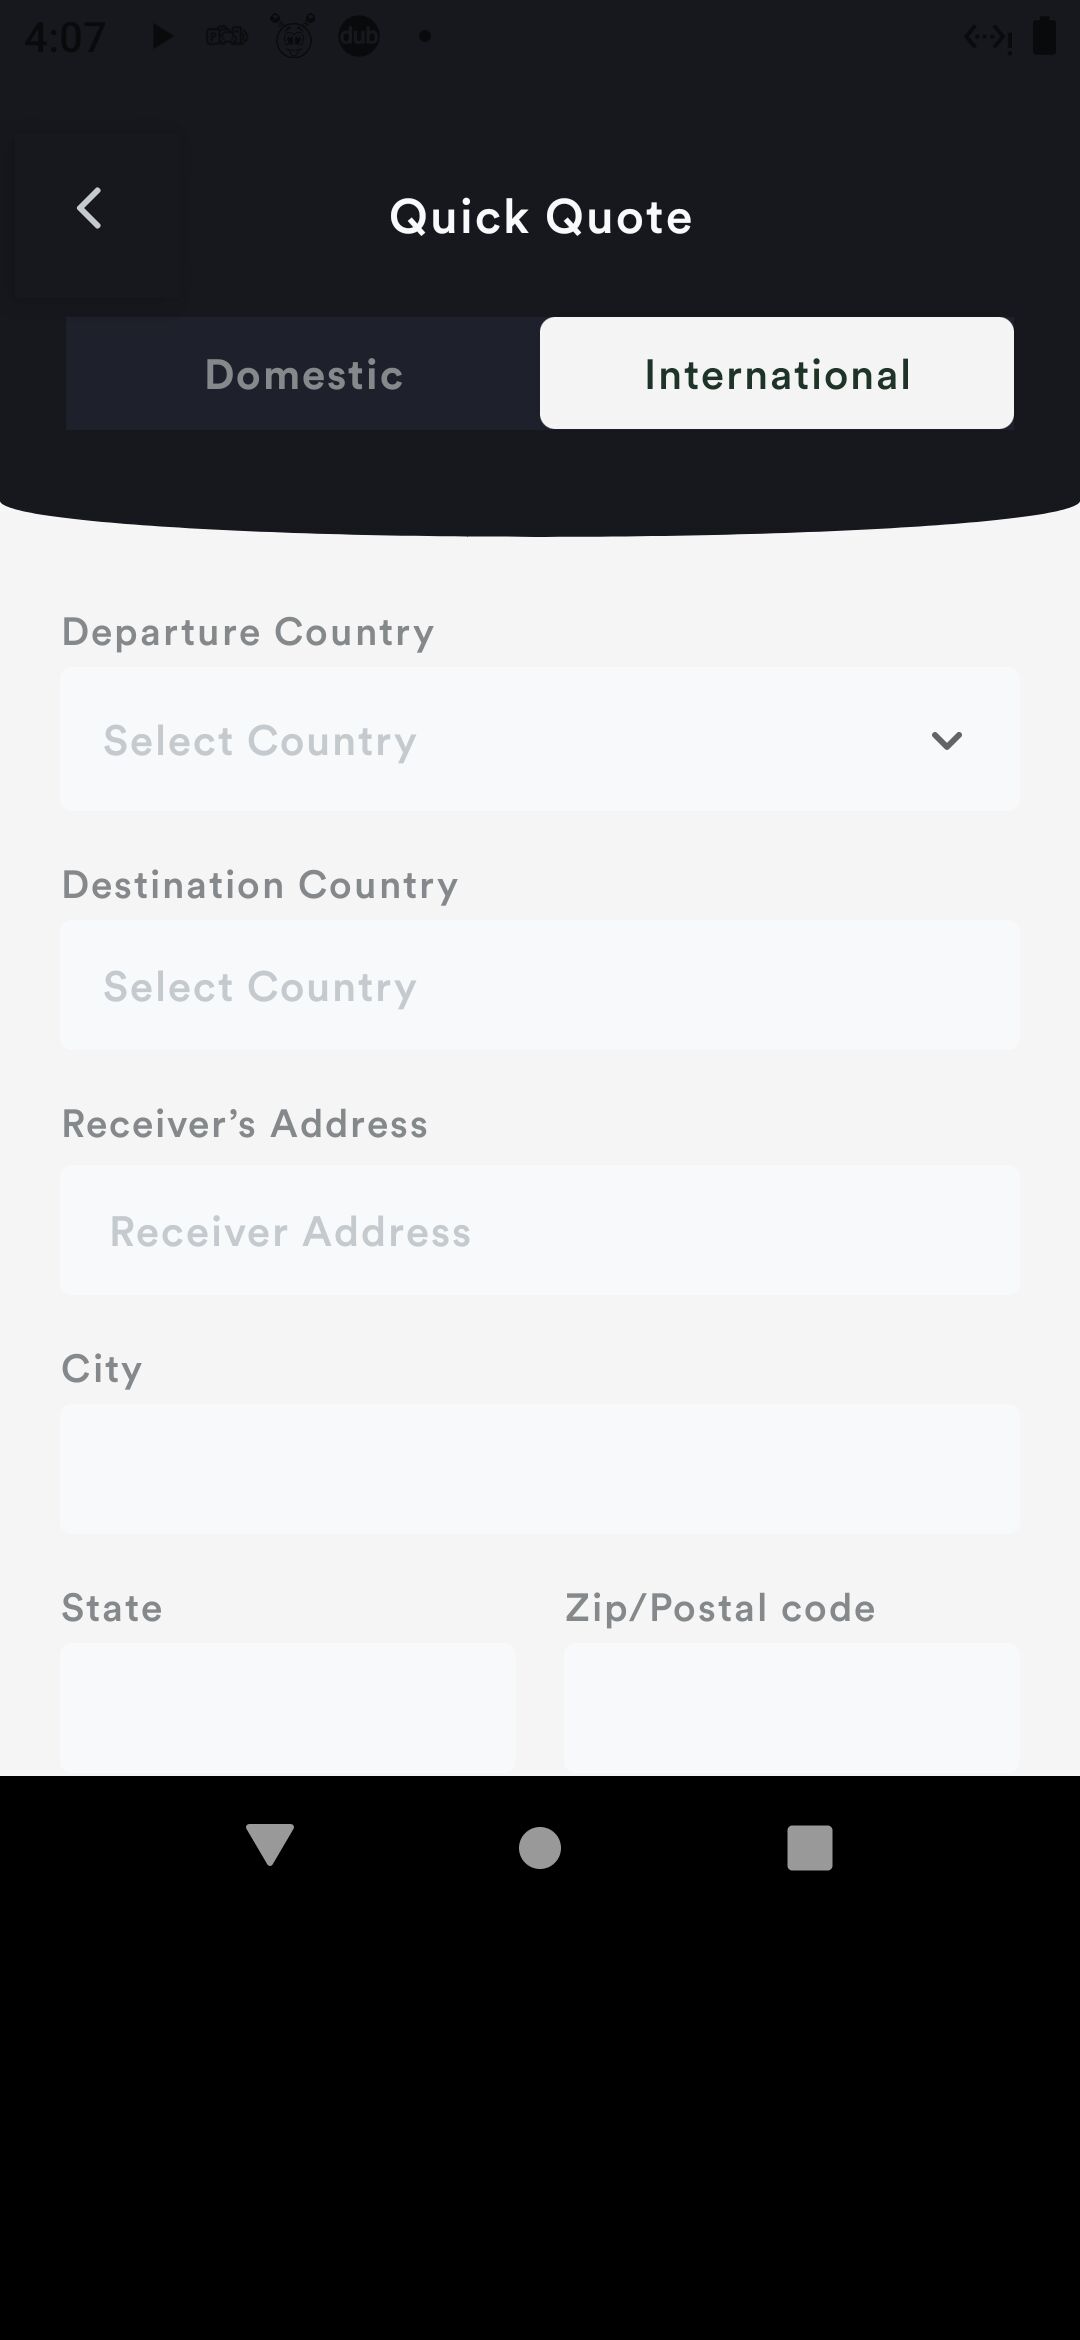 4:07
dub
Quick Quote
Domestic
International
Departure Country
Select Country
Destination Country
Select Country
Receiver’s Address
Receiver Address
City
State
Zip/Postal code